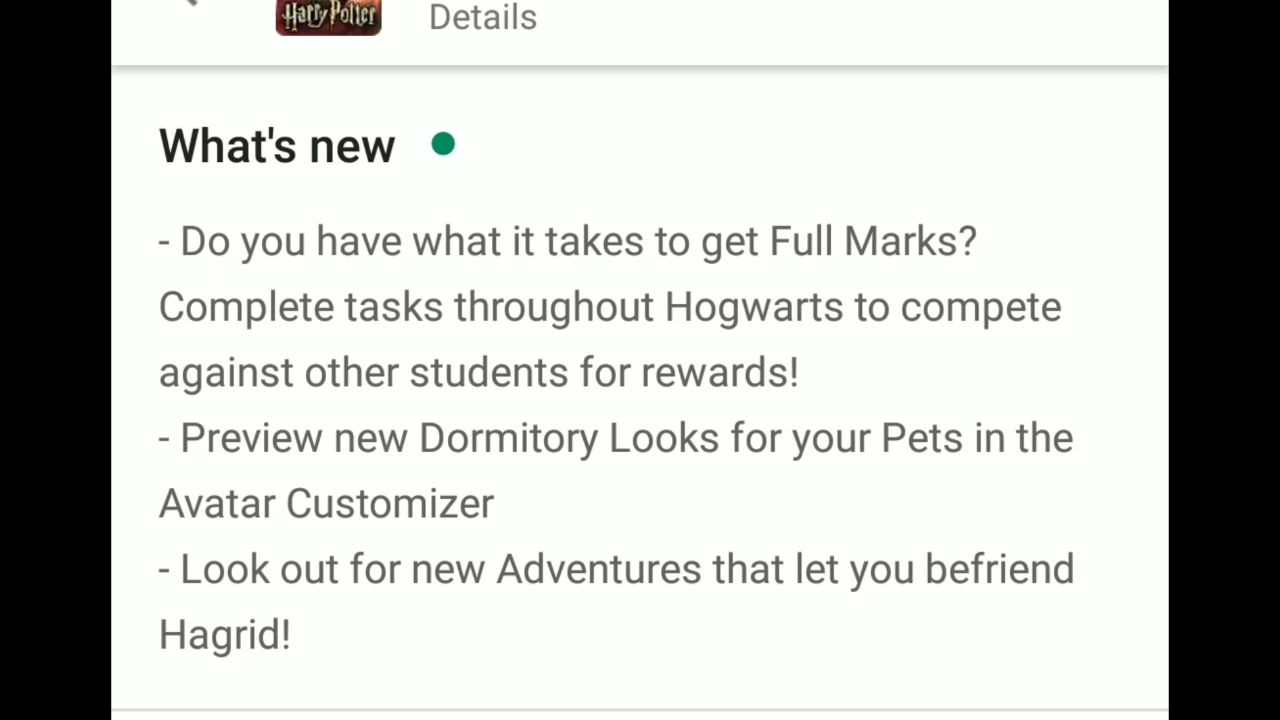 Harry Potter
Details
What's new
- Do you have what it takes to get Full Marks?
Complete tasks throughout Hogwarts to compete
against other students for rewards!
- Preview new Dormitory Looks for your Pets in the
Avatar Customizer
- Look out for new Adventures that let you befriend
Hagrid!